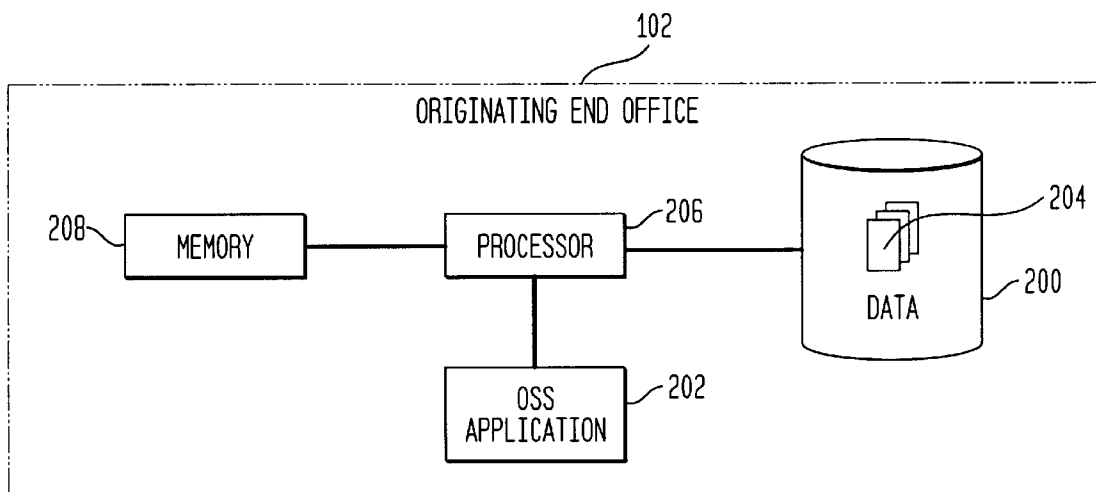 102
ORIGINATING END OFFICE
208
MEMORY
206
PROCESSOR
204
DATA
200
OSS
APPLICATION
202